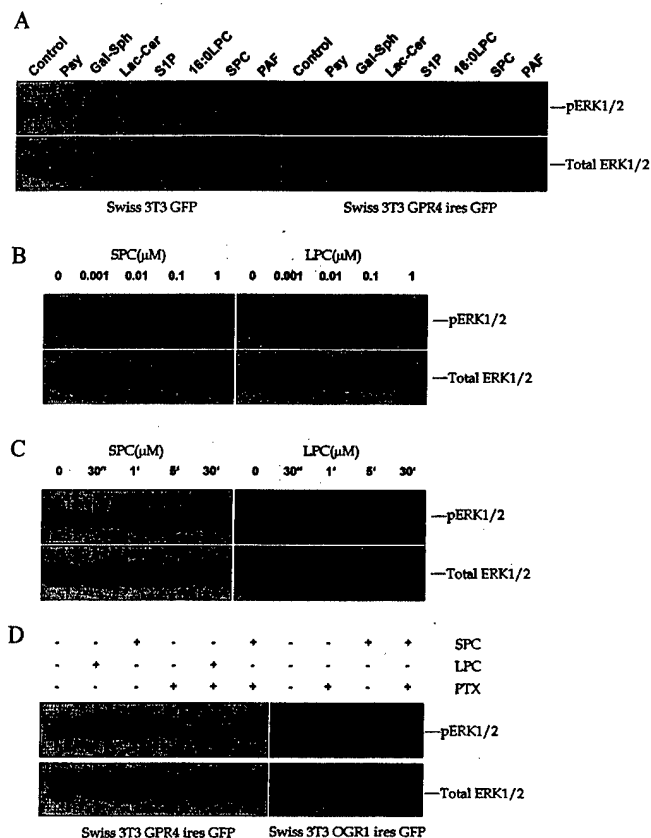 A
Control Psy Gal-Sph Lac-Cer S1P 16:0LPC SPC PAF Control Psy Gal-Sph Lac-Cer S1P 16:0LPC SPC PAF
pERK1/2
Total ERK1/2
Swiss 3T3 GFP Swiss 3T3 GPR4 ires GFP
B
SPC(μM) LPC(μM)
0 0.001 0.01 0.1 1 0 0.001 0.01 0.1 1
pERK1/2
Total ERK1/2
C
SPC(μM) LPC(μM)
0 30" 1' 5' 30' 0 30" 1' 5' 30'
pERK1/2
Total ERK1/2
D
- - + - - + - - + + SPC
- + - - + - - - - - LPC
- - - + + + - + - + PTX
pERK1/2
Total ERK1/2
Swiss 3T3 GPR4 ires GFP Swiss 3T3 OGR1 ires GFP